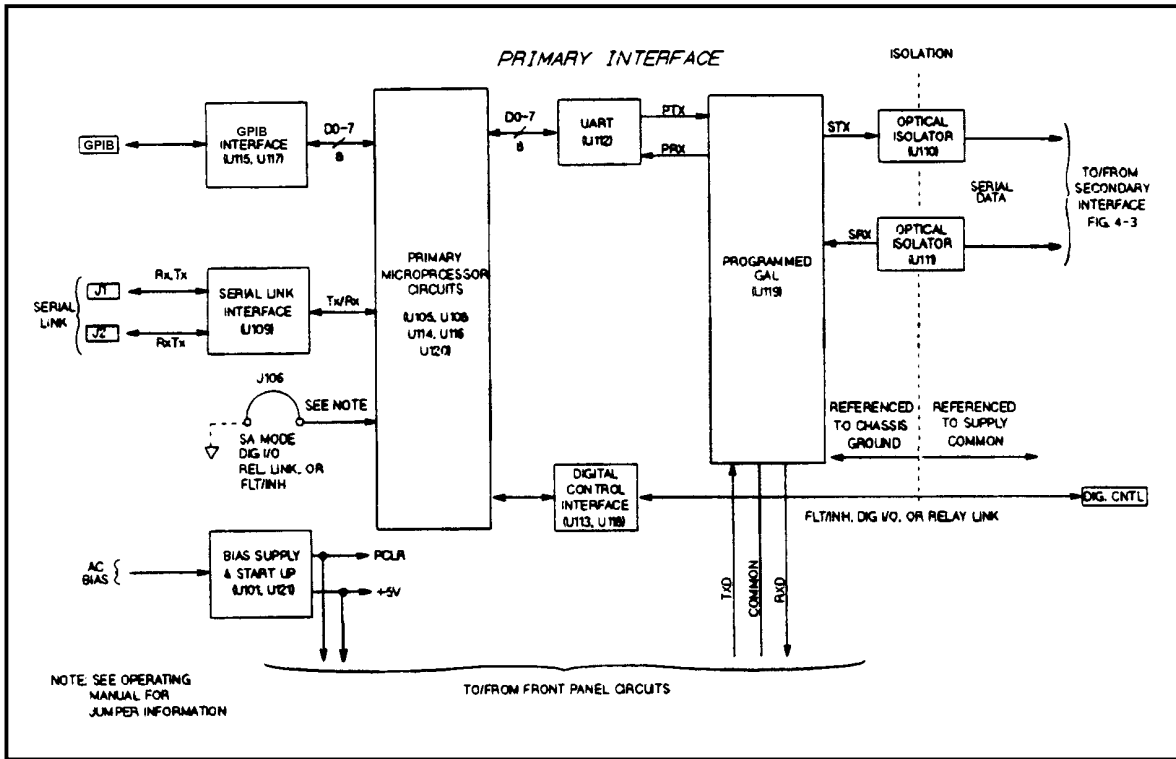 PRIMARY INTERFACE
ISOLATION
GPIB
GPIB
INTERFACE
(U115, U117)
D0-7
8
D0-7
8
UART
(U112)
PTX
PRX
STX
OPTICAL
ISOLATOR
(U110)
SERIAL
DATA
SRX
OPTICAL
ISOLATOR
(U111)
TO/FROM
SECONDARY
INTERFACE
FIG. 4-3
PRIMARY
MICROPRCESSOR
CIRCUITS
(U105, U108
U114, U116
U120)
PROGRAMMED
GAL
(U119)
SERIAL
LINK
J1
J2
Rx,Tx
RxTx
SERIAL LINK
INTERFACE
(U109)
Tx/Rx
J106
SEE NOTE
SA MODE
DIG I/O
REL. LINK, OR
FLT/INH
REFERENCED
TO CHASSIS
GROUND
REFERENCED
TO SUPPLY
COMMON
DIGITAL
CONTROL
INTERFACE
(U113, U118)
DIG. CNTL
FLT/INH, DIG I/O, OR RELAY LINK
AC
BIAS
BIAS SUPPLY
& START UP
(U101, U121)
PCLR
+5V
TXD
COMMON
RXD
TO/FROM FRONT PANEL CIRCUITS
NOTE: SEE OPERATING
MANUAL FOR
JUMPER INFORMATION